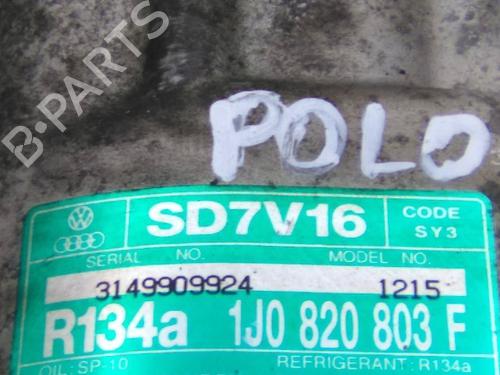 B-PARTS
POLO
SD7V16
CODE
SY3
SERIAL NO. MODEL NO.
3149909924 1215
R134a 1J0 820 803 F
OIL: SP-10 REFRIGERANT: R134a